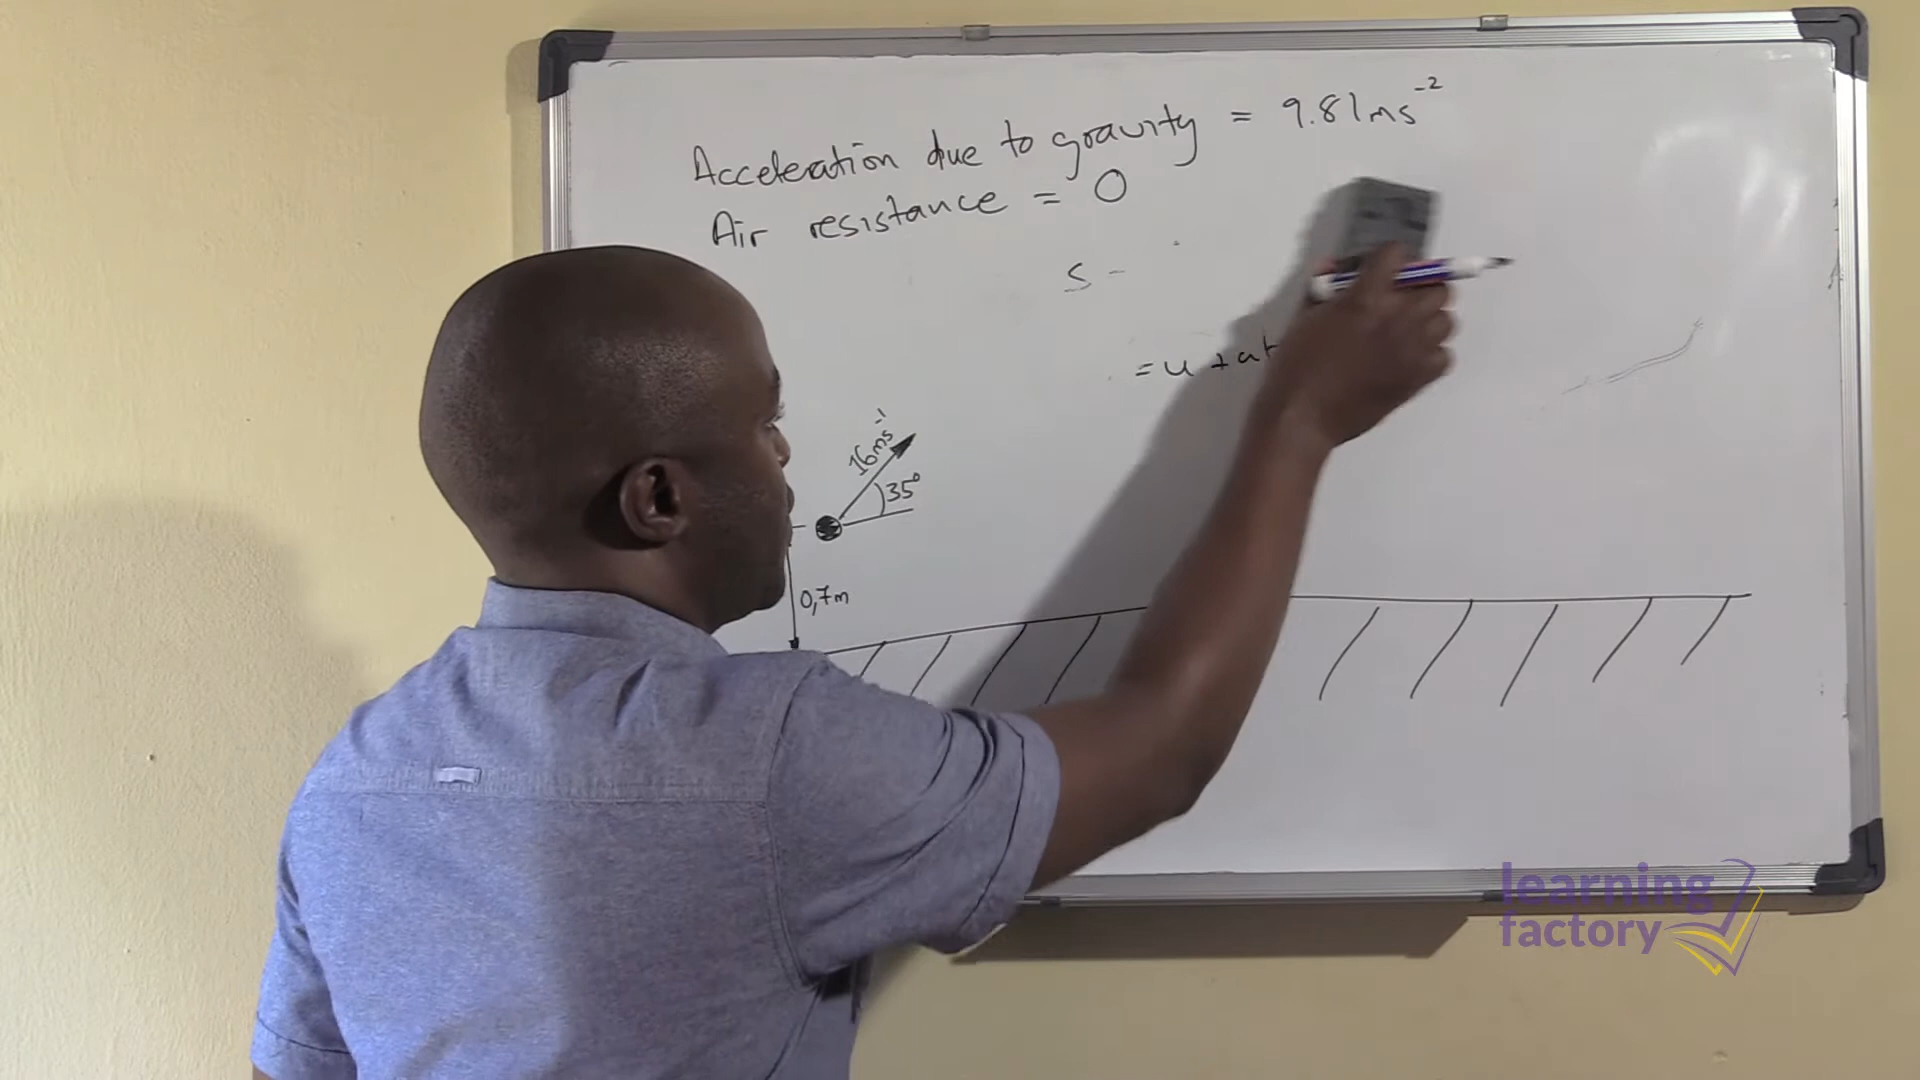 Acceleration due to gravity = 9.81ms⁻²
Air resistance = 0
s -
= u + at
16ms⁻¹
35°
0,7m
learning
factory